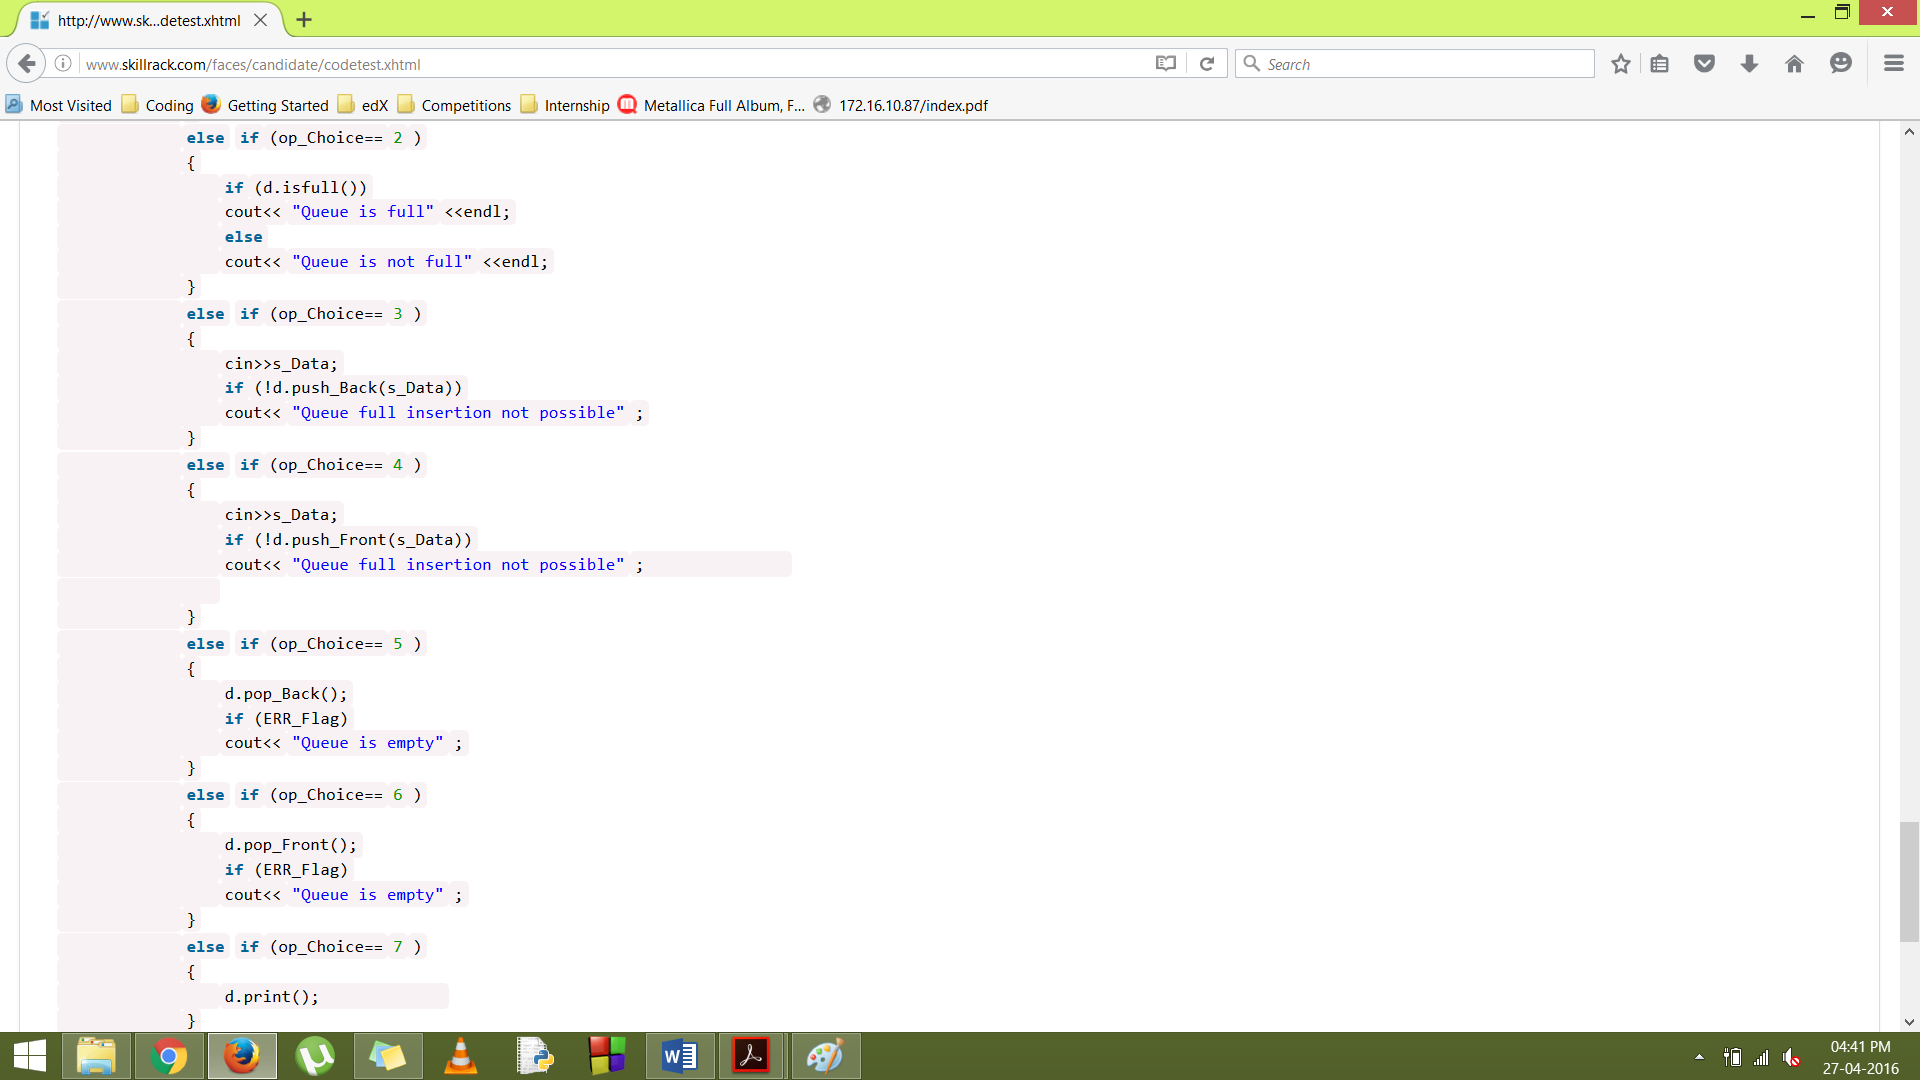 http://www.sk...detest.xhtml
www.skillrack.com/faces/candidate/codetest.xhtml
Search
Most Visited Coding Getting Started edX Competitions Internship Metallica Full Album, F... 172.16.10.87/index.pdf
else if (op_Choice== 2 )
{
if (d.isfull())
cout<< "Queue is full" <<endl;
else
cout<< "Queue is not full" <<endl;
}
else if (op_Choice== 3 )
{
cin>>s_Data;
if (!d.push_Back(s_Data))
cout<< "Queue full insertion not possible" ;
}
else if (op_Choice== 4 )
{
cin>>s_Data;
if (!d.push_Front(s_Data))
cout<< "Queue full insertion not possible" ;
}
else if (op_Choice== 5 )
{
d.pop_Back();
if (ERR_Flag)
cout<< "Queue is empty" ;
}
else if (op_Choice== 6 )
{
d.pop_Front();
if (ERR_Flag)
cout<< "Queue is empty" ;
}
else if (op_Choice== 7 )
{
d.print();
}
04:41 PM
27-04-2016